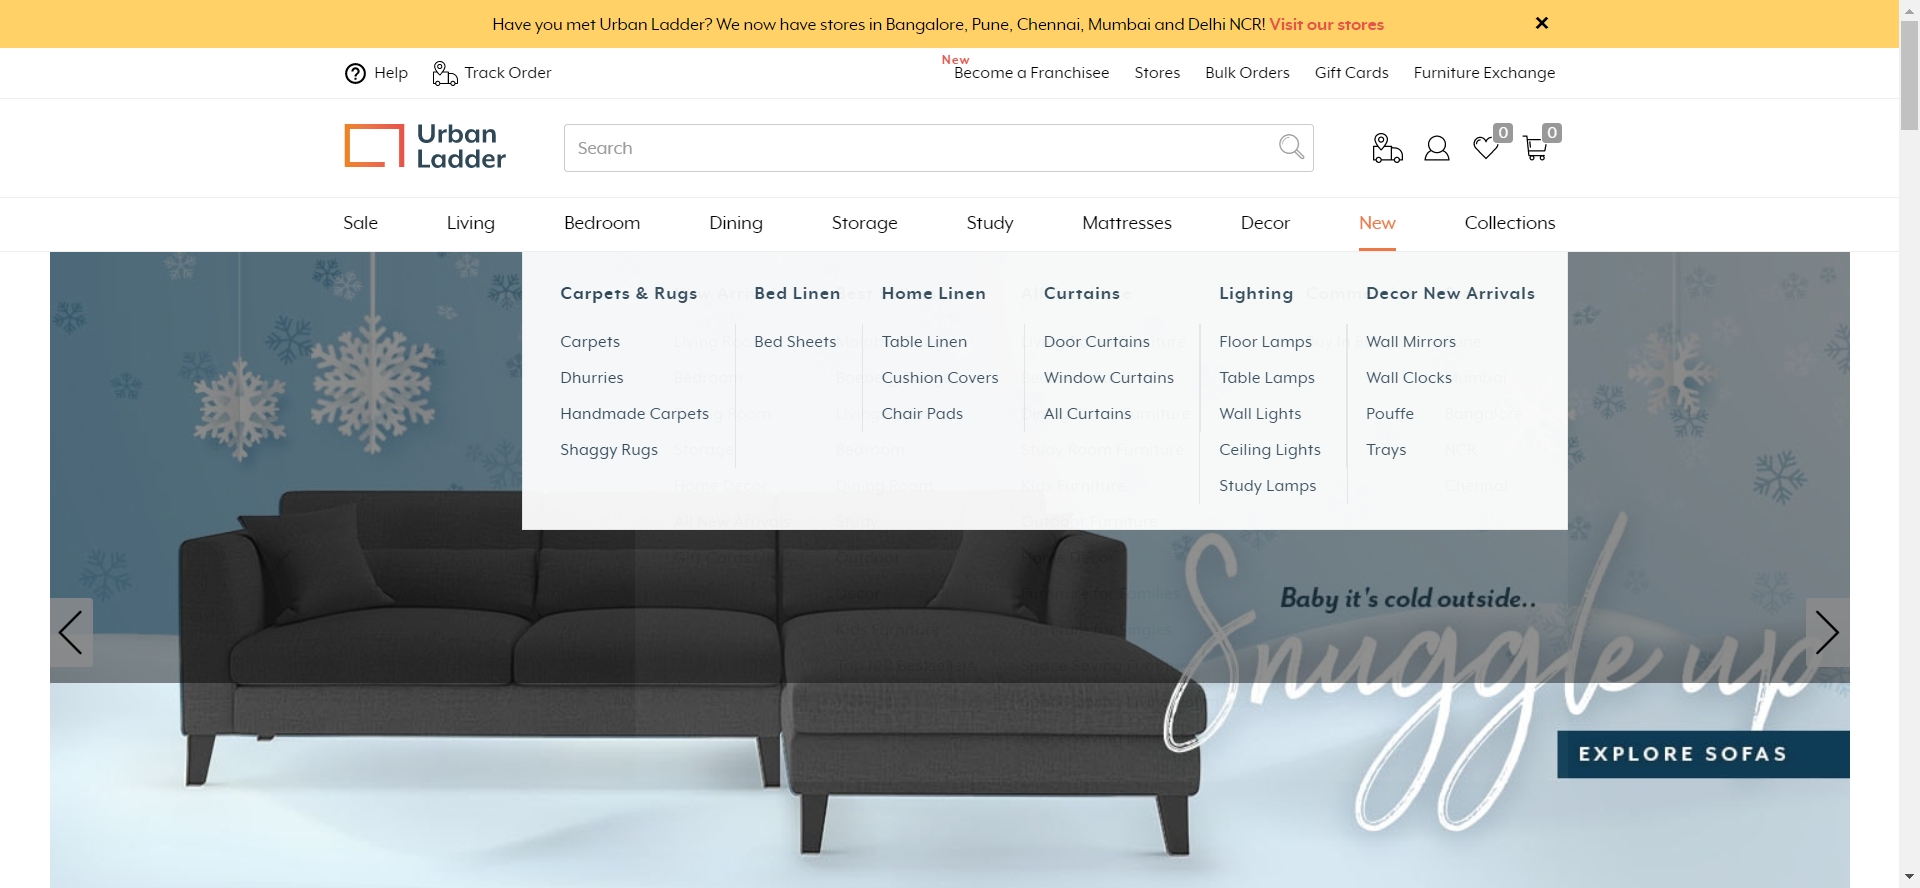 Have you met Urban Ladder? We now have stores in Bangalore, Pune, Chennai, Mumbai and Delhi NCR! Visit our stores
Help
Track Order
New
Become a Franchisee
Stores
Bulk Orders
Gift Cards
Furniture Exchange
Urban
Ladder
Search
0
0
Sale
Living
Bedroom
Dining
Storage
Study
Mattresses
Decor
New
Collections
Carpets & Rugs
Carpets
Dhurries
Handmade Carpets
Shaggy Rugs
Bed Linen
Bed Sheets
Home Linen
Table Linen
Cushion Covers
Chair Pads
Curtains
Door Curtains
Window Curtains
All Curtains
Lighting
Floor Lamps
Table Lamps
Wall Lights
Ceiling Lights
Study Lamps
Decor New Arrivals
Wall Mirrors
Wall Clocks
Pouffe
Trays
Baby it's cold outside..
Snuggle up
EXPLORE SOFAS